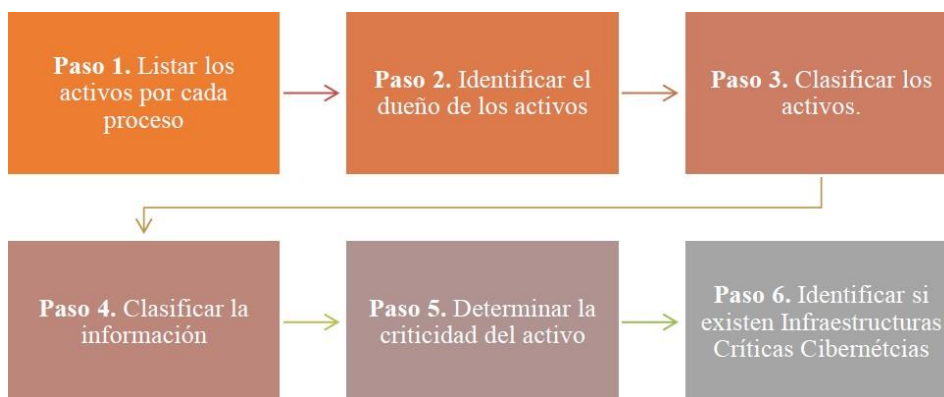 Paso 1. Listar los
activos por cada
proceso
Paso 2. Identificar el
dueño de los activos
Paso 3. Clasificar los
activos.
Paso 4. Clasificar la
información
Paso 5. Determinar la
criticidad del activo
Paso 6. Identificar si
existen Infraestructuras
Críticas Cibernétcias